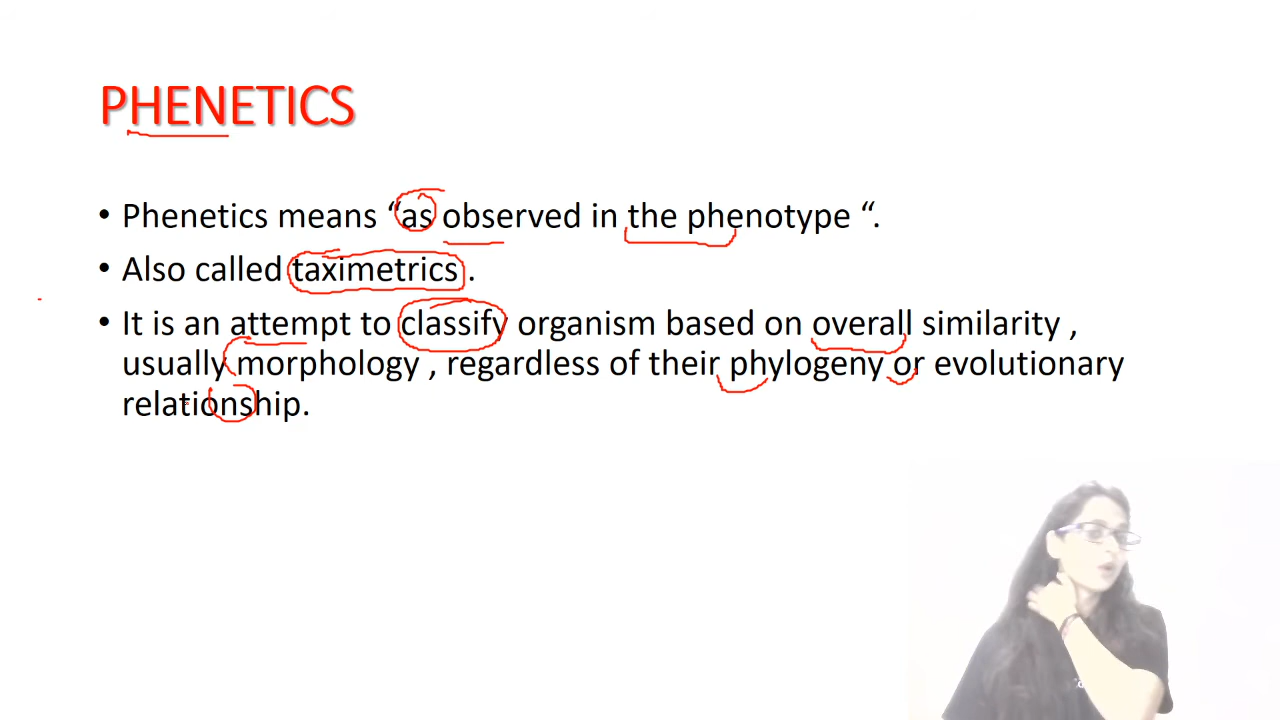 PHENETICS
• Phenetics means “as observed in the phenotype “.
• Also called taximetrics .
• It is an attempt to classify organism based on overall similarity ,
usually morphology , regardless of their phylogeny or evolutionary
relationship.